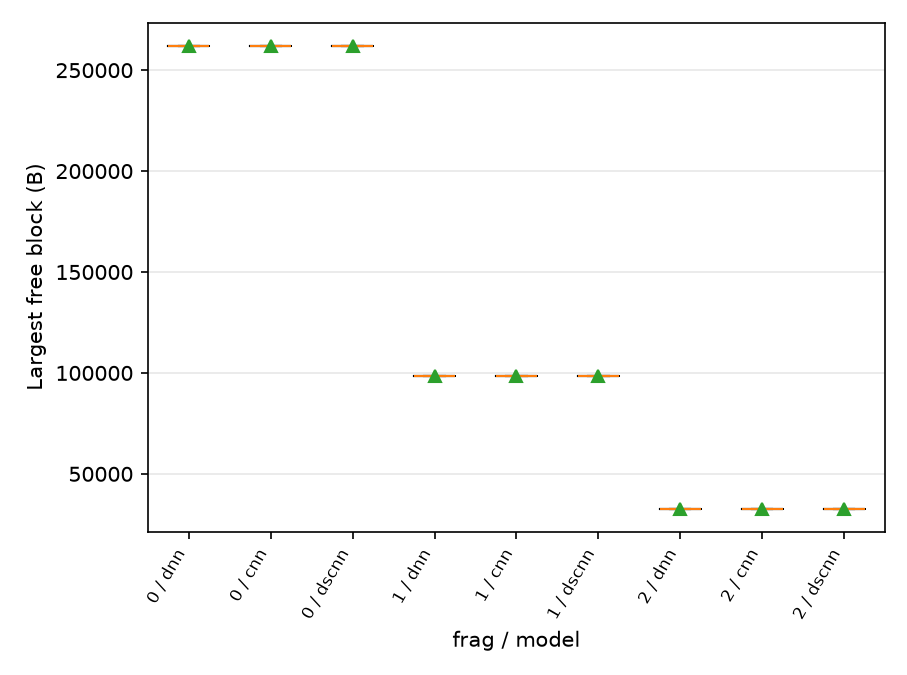 Largest free block (B)
250000
200000
150000
100000
50000
0 / dnn
0 / cnn
0 / dscnn
1 / dnn
1 / cnn
1 / dscnn
2 / dnn
2 / cnn
2 / dscnn
frag / model